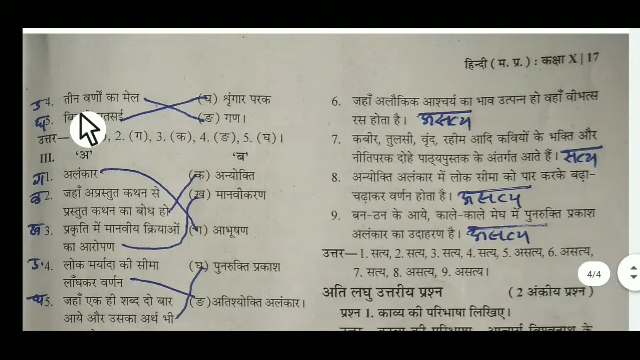 हिन्दी (म. प्र.) : कक्षा X | 17
ङ 4. तीन वर्णों का मेल (घ) शृंगार परक
घ 5. (ङ) गण।
2. (ग), 3. (क), 4. (ङ), 5. (घ)।
III. 'अ' 'ब'
ग 1. अलंकार (क) अन्योक्ति
क 2. जहाँ अप्रस्तुत कथन से (ख) मानवीकरण
प्रस्तुत कथन का बोध हो
ख 3. प्रकृति में मानवीय क्रियाओं (ग) आभूषण
का आरोपण
ङ 4. लोक मर्यादा की सीमा (घ) पुनरुक्ति प्रकाश
लाँघकर वर्णन
घ 5. जहाँ एक ही शब्द दो बार (ङ) अतिश्योक्ति अलंकार।
आये और उसका अर्थ भी
6. जहाँ अलौकिक आश्चर्य का भाव उत्पन्न हो वहाँ वीभत्स
रस होता है। असत्य
7. कबीर, तुलसी, वृंद, रहीम आदि कवियों के भक्ति और
नीतिपरक दोहे पाठ्यपुस्तक के अंतर्गत आते हैं। सत्य
8. अन्योक्ति अलंकार में लोक सीमा को पार करके बढ़ा-
चढ़ाकर वर्णन होता है। असत्य
9. बन-ठन के आये, काले-काले मेघ में पुनरुक्ति प्रकाश
अलंकार का उदाहरण है। असत्य
उत्तर– 1. सत्य, 2. सत्य, 3. सत्य, 4. सत्य, 5. असत्य, 6. असत्य,
7. सत्य, 8. असत्य, 9. असत्य।
4/4
अति लघु उत्तरीय प्रश्न (2 अंकीय प्रश्न)
प्रश्न 1. काव्य की परिभाषा लिखिए।